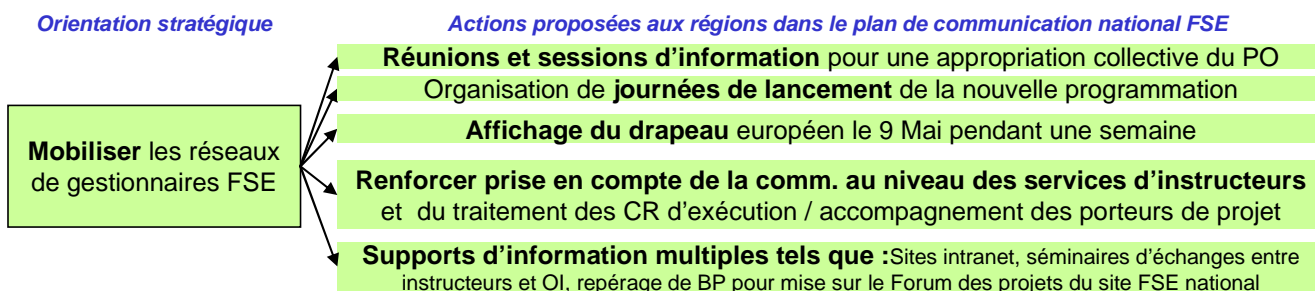 Orientation stratégique
Actions proposées aux régions dans le plan de communication national FSE
Réunions et sessions d'information pour une appropriation collective du PO
Organisation de journées de lancement de la nouvelle programmation
Affichage du drapeau européen le 9 Mai pendant une semaine
Mobiliser les réseaux
de gestionnaires FSE
Renforcer prise en compte de la comm. au niveau des services d'instructeurs
et du traitement des CR d'exécution / accompagnement des porteurs de projet
Supports d'information multiples tels que :Sites intranet, séminaires d'échanges entre
instructeurs et OI, repérage de BP pour mise sur le Forum des projets du site FSE national